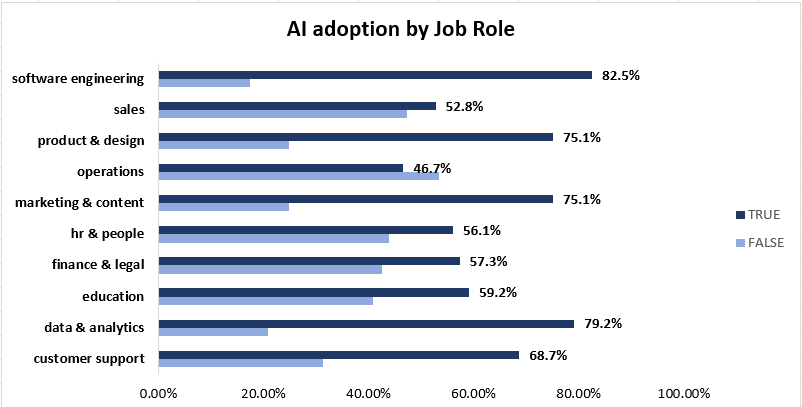 AI adoption by Job Role
software engineering 82.5%
sales 52.8%
product & design 75.1%
operations 46.7%
marketing & content 75.1%
TRUE
hr & people 56.1%
FALSE
finance & legal 57.3%
education 59.2%
data & analytics 79.2%
customer support 68.7%
0.00% 20.00% 40.00% 60.00% 80.00% 100.00%